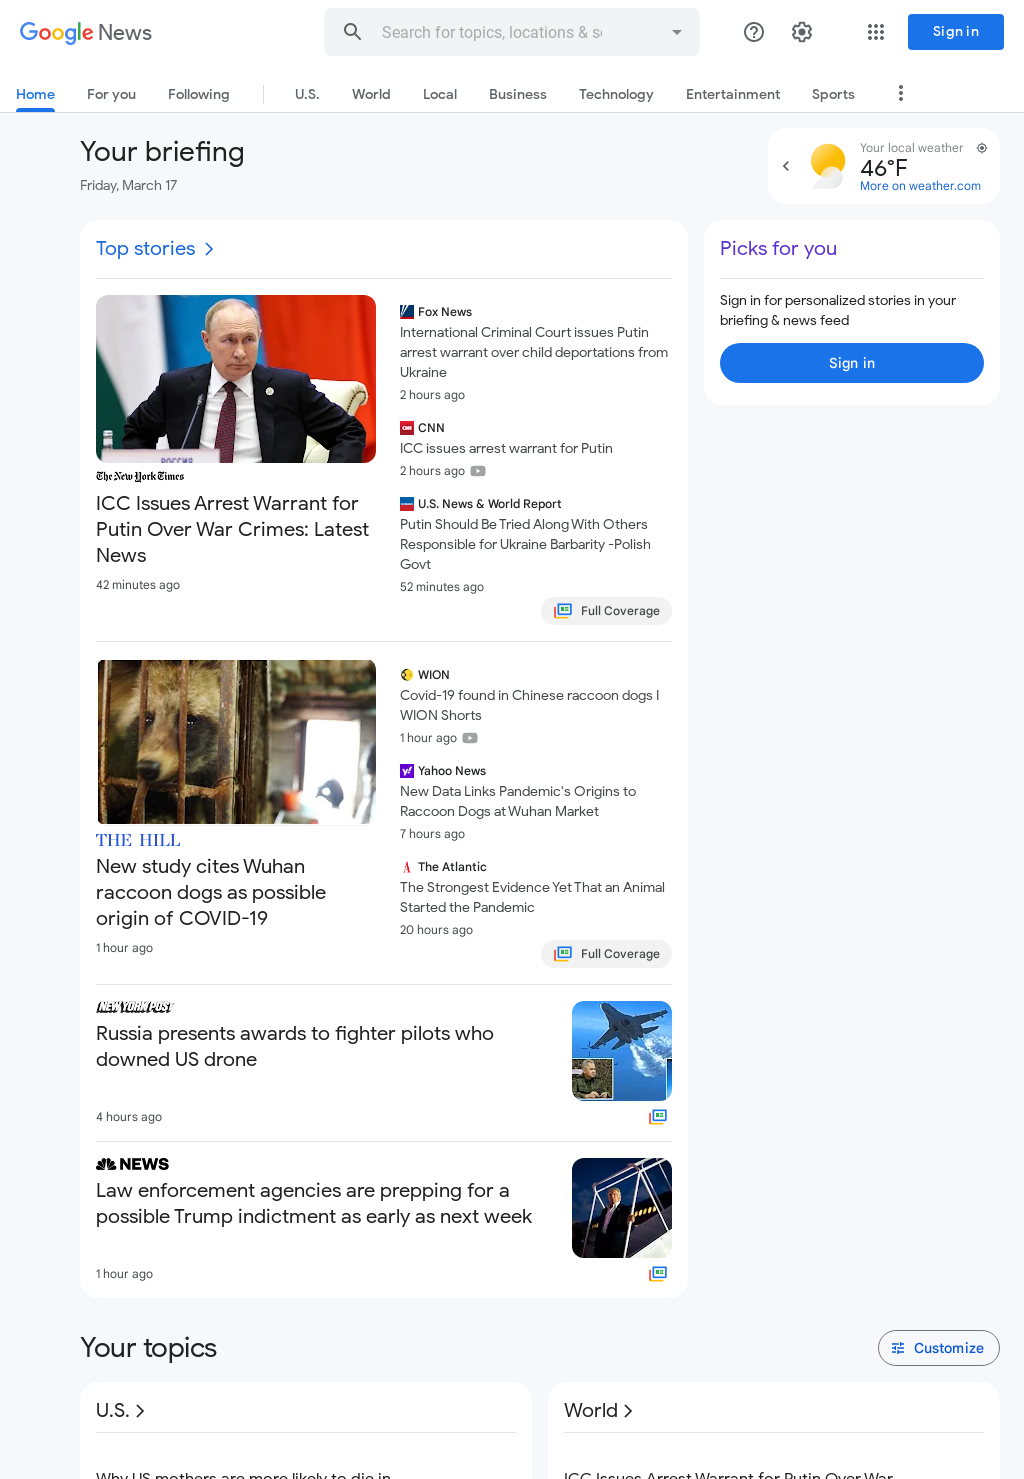 Google News
Search for topics, locations & s
Sign in
Home
For you
Following
U.S.
World
Local
Business
Technology
Entertainment
Sports
Your briefing
Friday, March 17
Your local weather
46°F
More on weather.com
Top stories
Picks for you
Sign in for personalized stories in your
briefing & news feed
Sign in
РОССИЯ
The New York Times
ICC Issues Arrest Warrant for
Putin Over War Crimes: Latest
News
42 minutes ago
Fox News
International Criminal Court issues Putin
arrest warrant over child deportations from
Ukraine
2 hours ago
CNN
ICC issues arrest warrant for Putin
2 hours ago
U.S. News & World Report
Putin Should Be Tried Along With Others
Responsible for Ukraine Barbarity -Polish
Govt
52 minutes ago
Full Coverage
THE HILL
New study cites Wuhan
raccoon dogs as possible
origin of COVID-19
1 hour ago
WION
Covid-19 found in Chinese raccoon dogs I
WION Shorts
1 hour ago
Yahoo News
New Data Links Pandemic's Origins to
Raccoon Dogs at Wuhan Market
7 hours ago
The Atlantic
The Strongest Evidence Yet That an Animal
Started the Pandemic
20 hours ago
Full Coverage
NEW YORK POST
Russia presents awards to fighter pilots who
downed US drone
4 hours ago
NEWS
Law enforcement agencies are prepping for a
possible Trump indictment as early as next week
1 hour ago
Your topics
Customize
U.S.
World
Why US mothers are more likely to die in
ICC Issues Arrest Warrant for Putin Over War